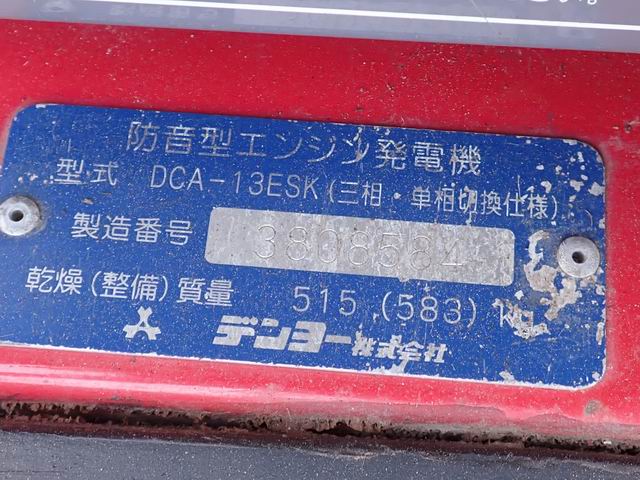 防音型エンジン発電機
型式 DCA-13ESK(三相・単相切換仕様)
製造番号 3808584
乾燥(整備)質量 515 (583) kg
デンヨー株式会社